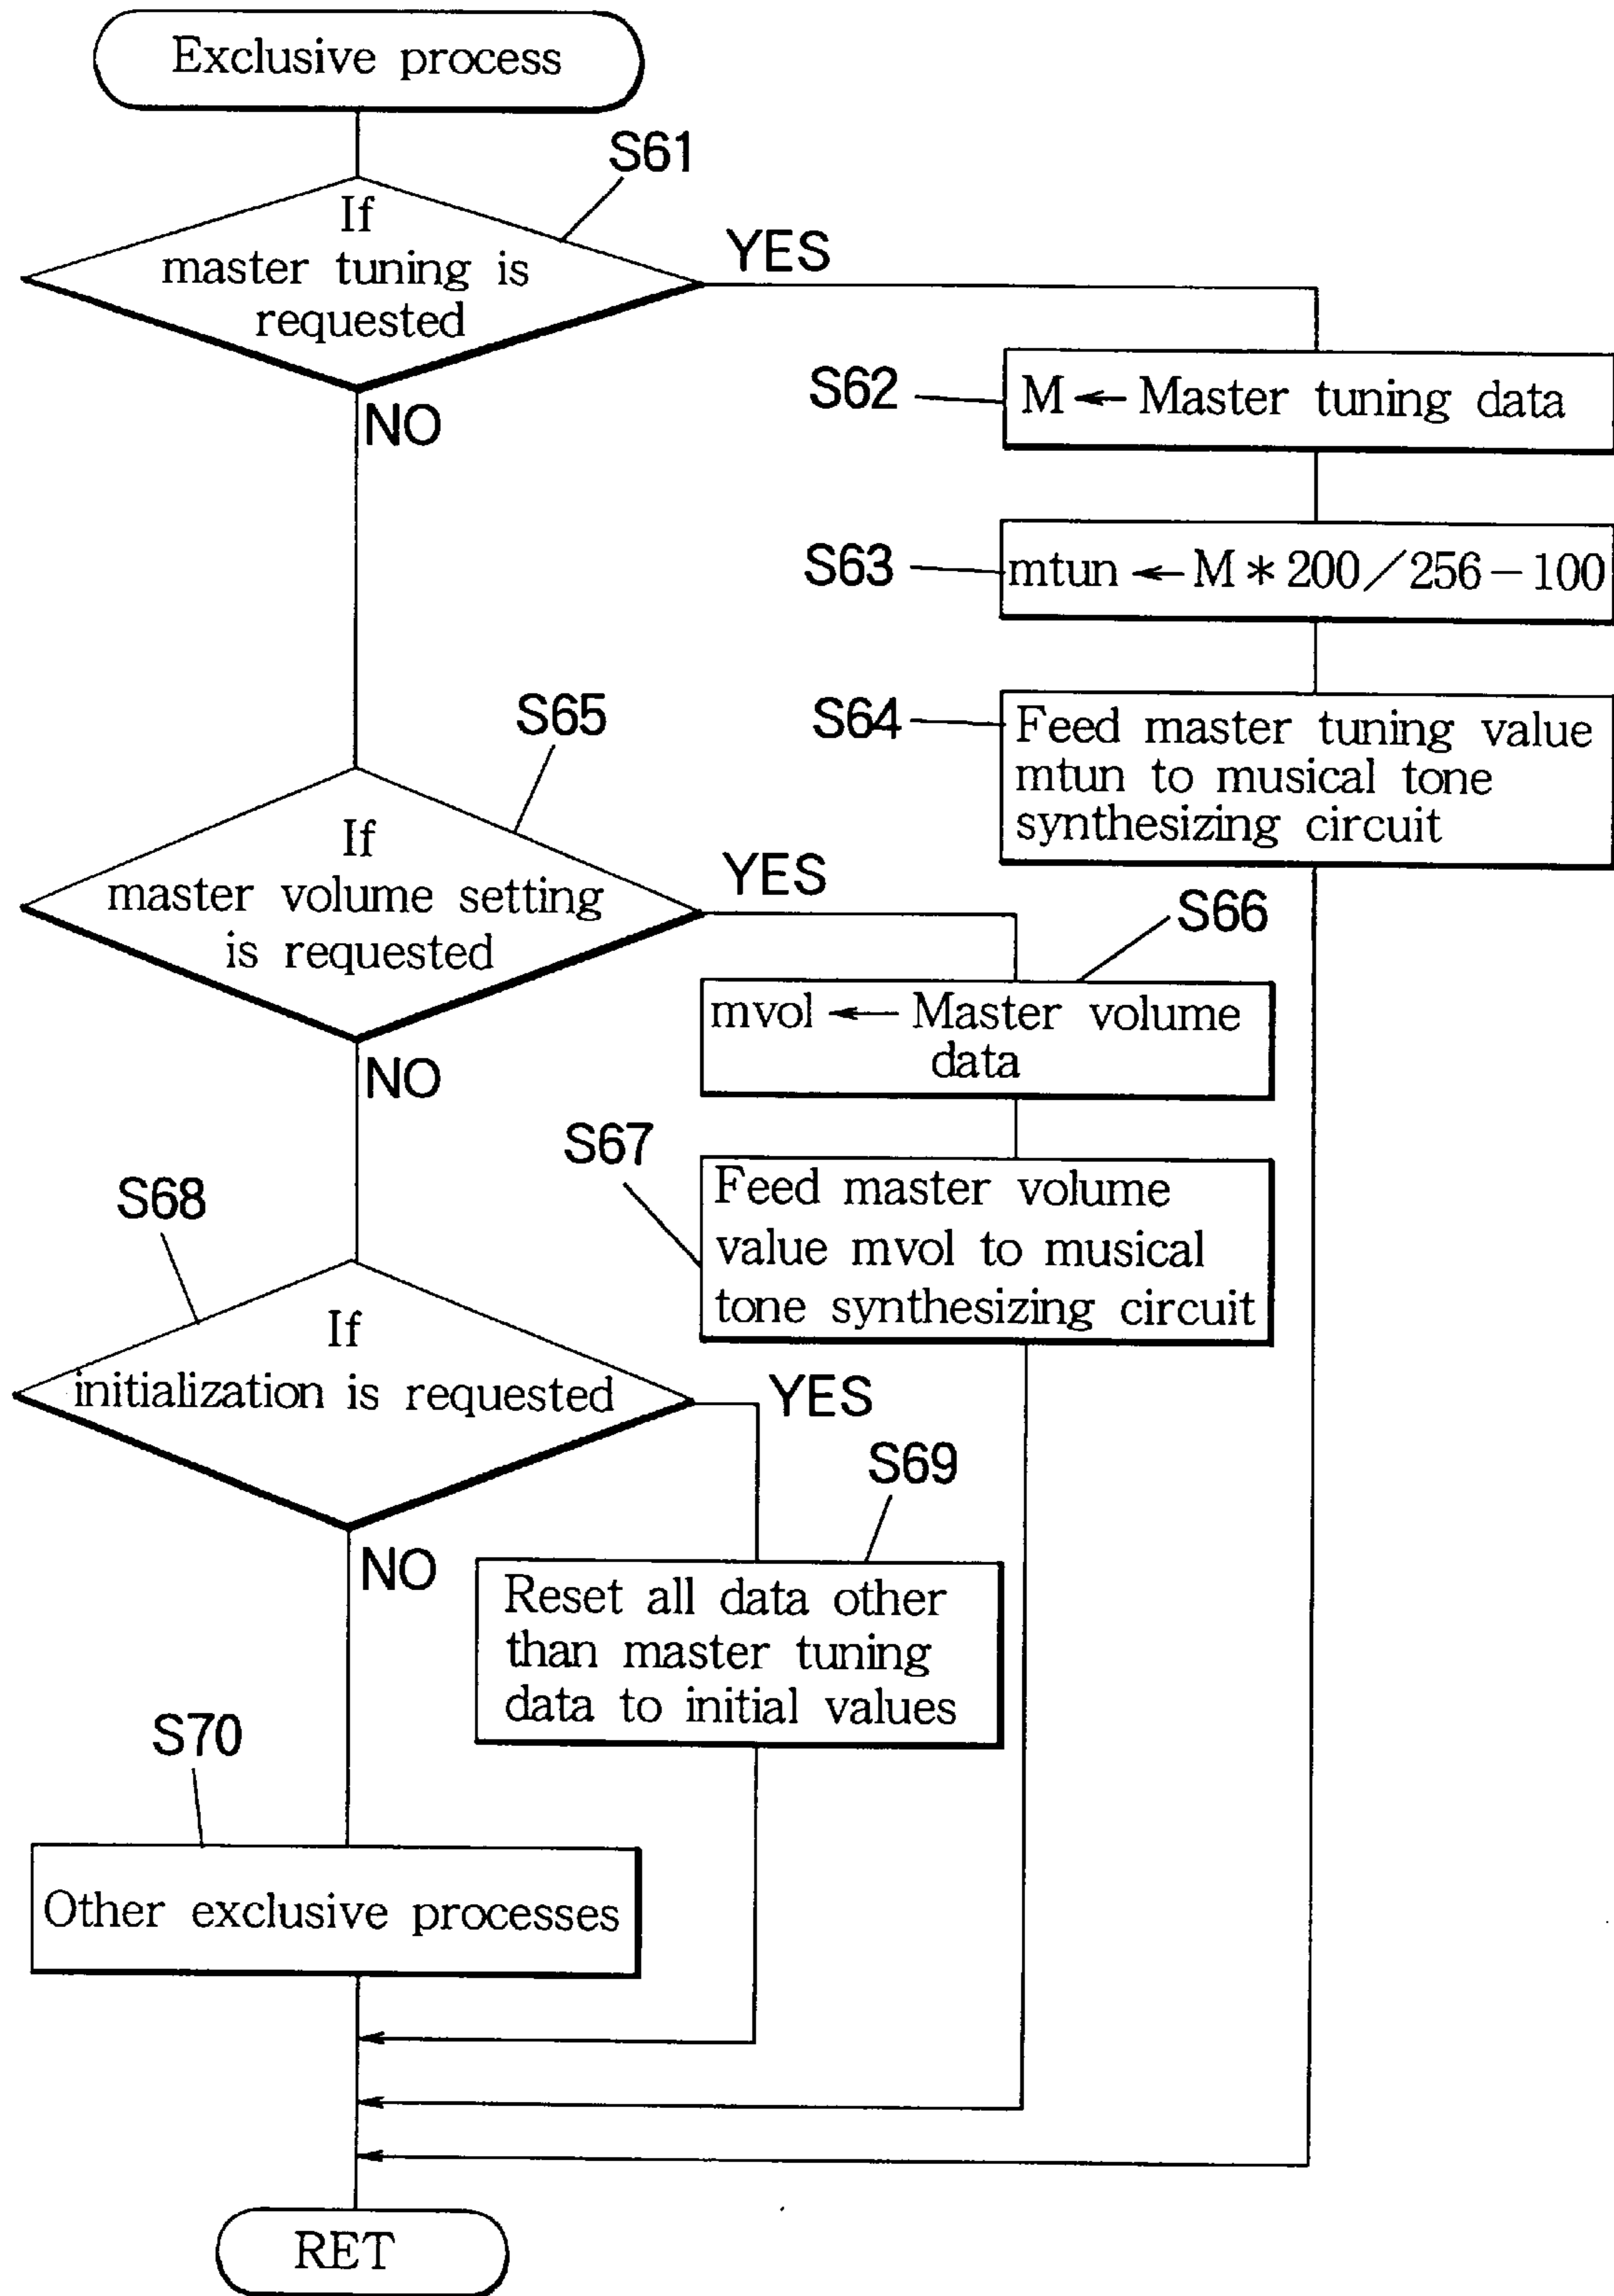 Exclusive process
S61
If
master tuning is
requested
YES
NO
S62
M ← Master tuning data
S63
mtun ← M * 200/256 - 100
S64
Feed master tuning value
mtun to musical tone
synthesizing circuit
S65
If
master volume setting
is requested
YES
NO
S66
mvol ← Master volume
data
S67
Feed master volume
value mvol to musical
tone synthesizing circuit
S68
If
initialization is requested
YES
NO
S69
Reset all data other
than master tuning
data to initial values
S70
Other exclusive processes
RET